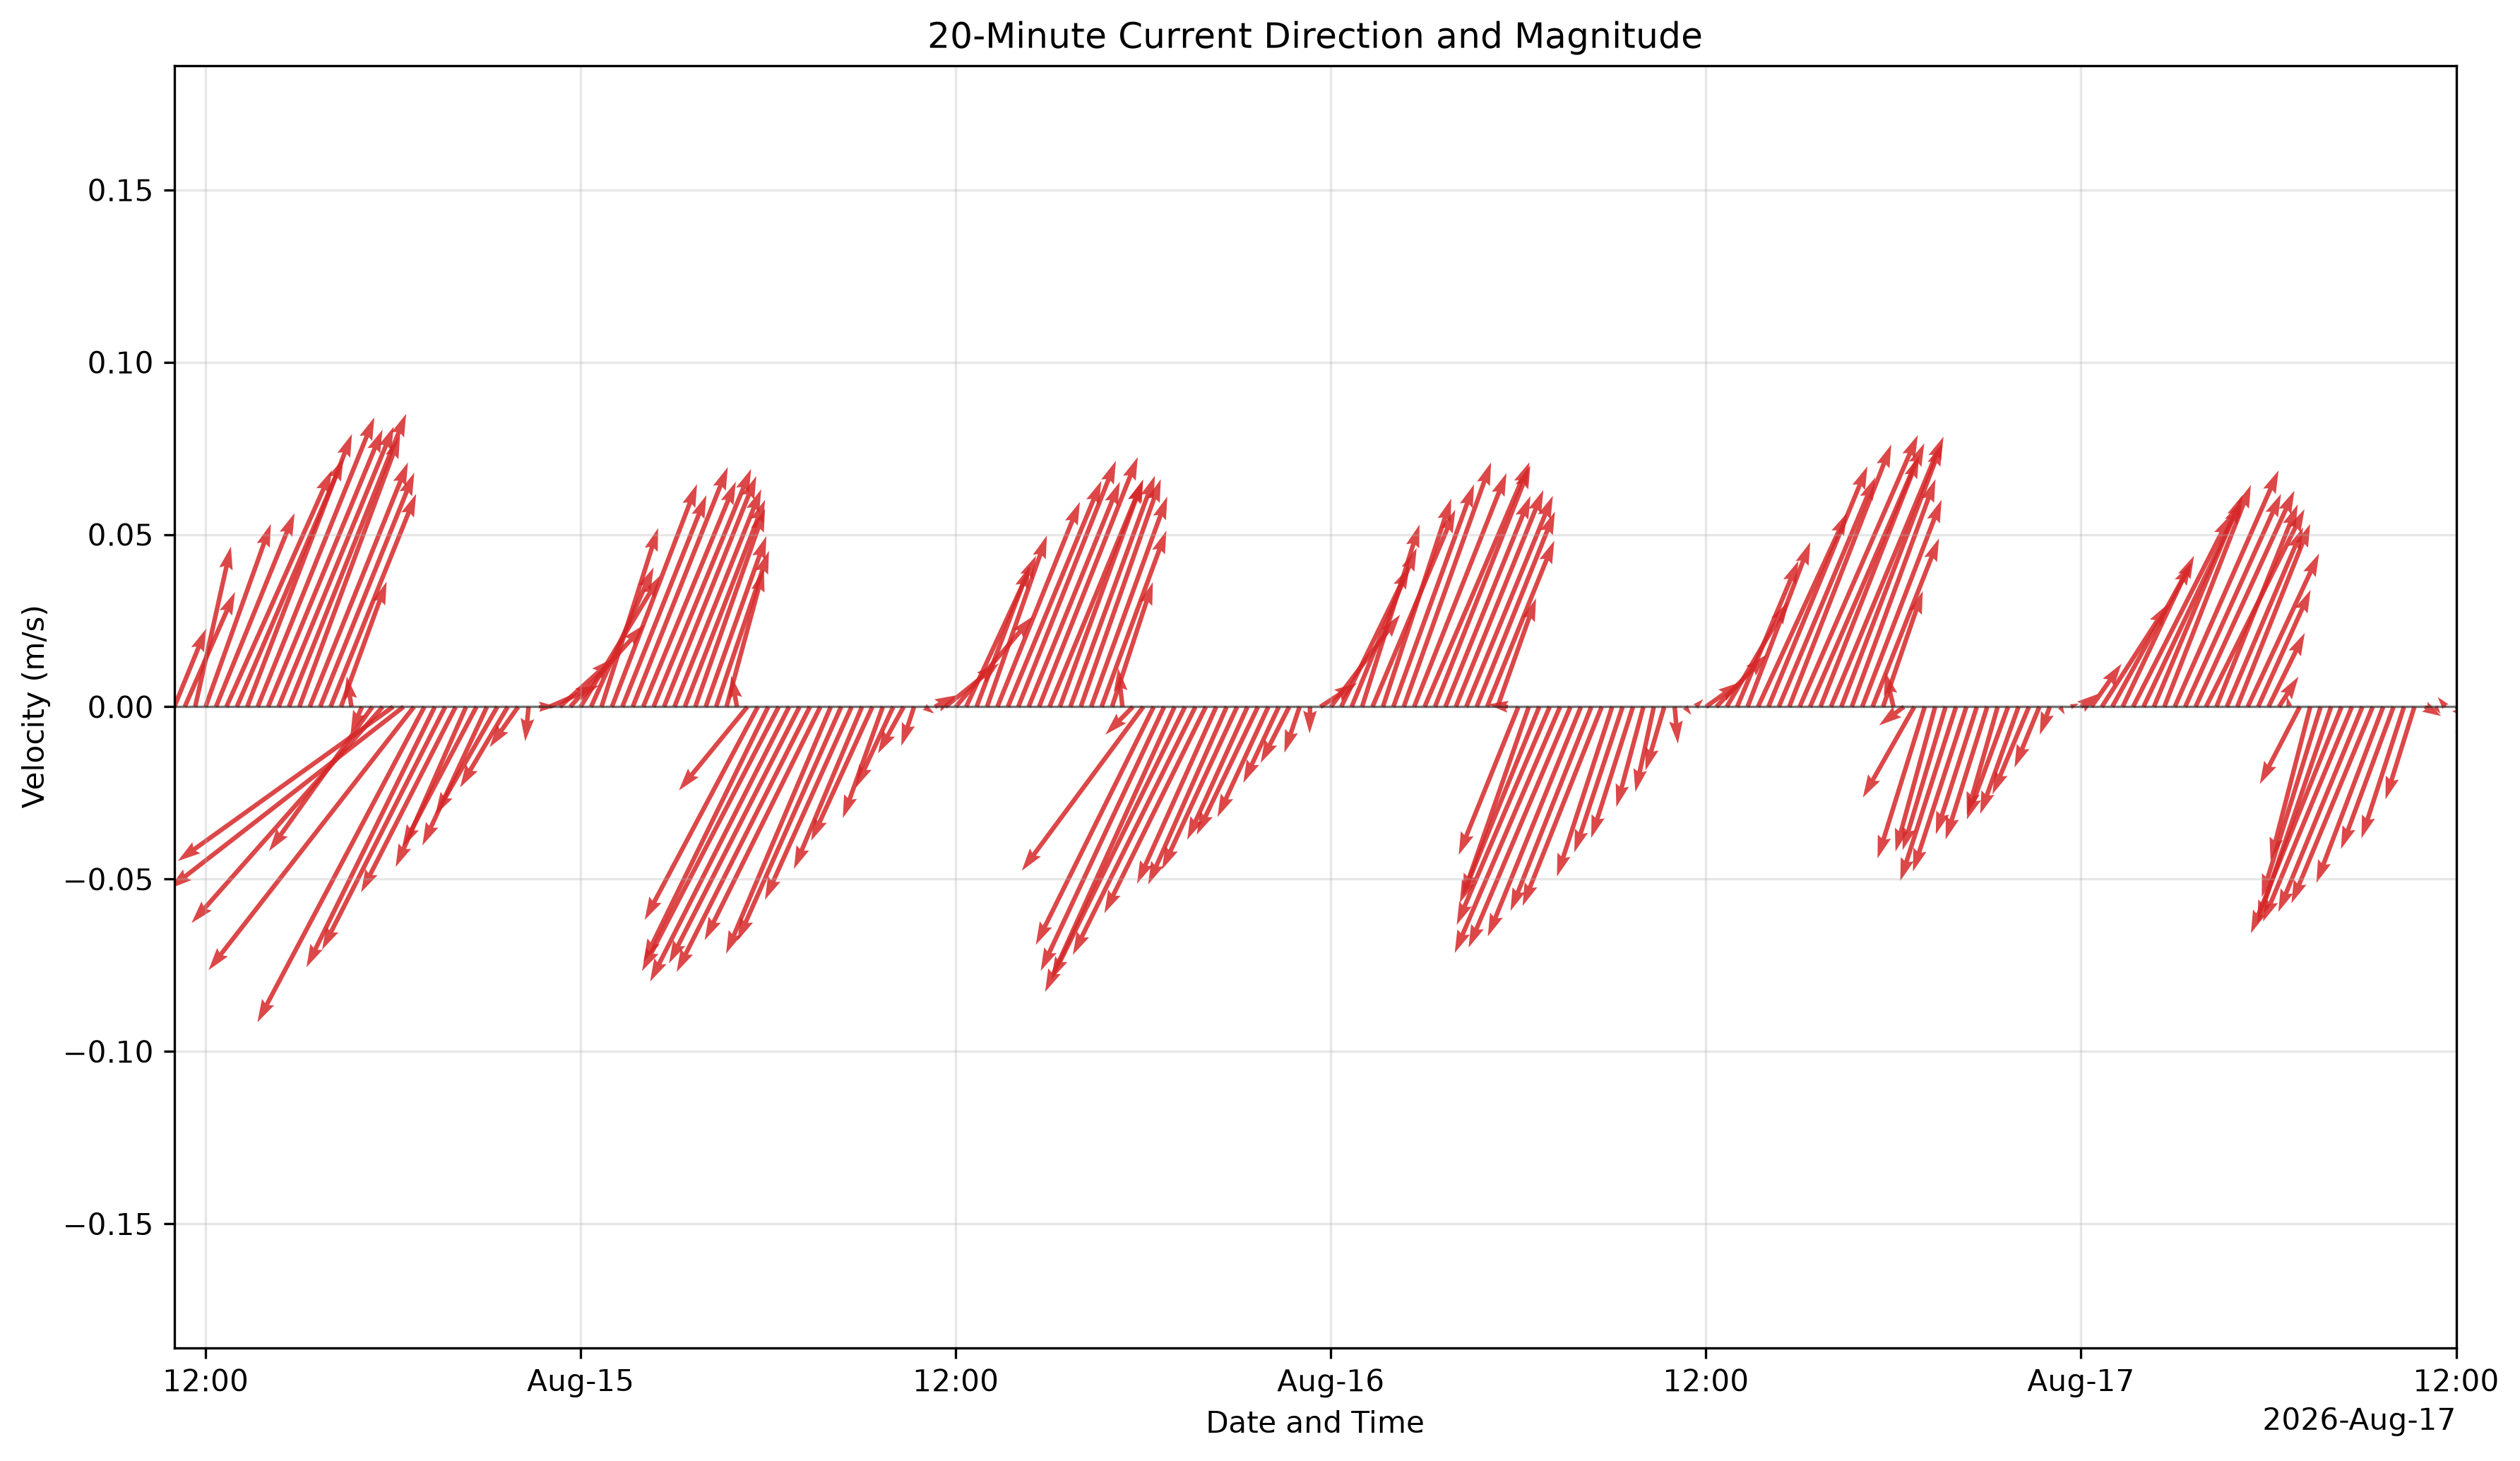 20-Minute Current Direction and Magnitude
Velocity (m/s)
0.15
0.10
0.05
0.00
−0.05
−0.10
−0.15
12:00 Aug-15 12:00 Aug-16 12:00 Aug-17 12:00
Date and Time
2026-Aug-17